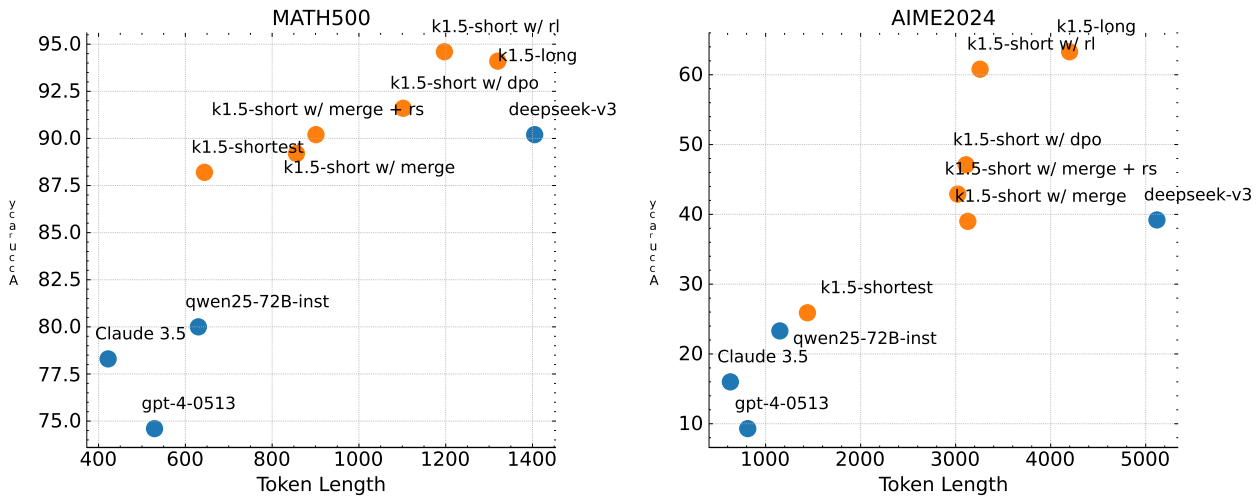 MATH500
k1.5-short w/ rl
95.0
k1.5-long
92.5
k1.5-short w/ dpo
k1.5-short w/ merge + rs
deepseek-v3
90.0
k1.5-shortest
k1.5-short w/ merge
87.5
Accuracy
85.0
82.5
qwen25-72B-inst
80.0
Claude 3.5
77.5
gpt-4-0513
75.0
400 600 800 1000 1200 1400
Token Length
AIME2024
k1.5-long
k1.5-short w/ rl
60
k1.5-short w/ dpo
50
k1.5-short w/ merge + rs
k1.5-short w/ merge
deepseek-v3
40
Accuracy
30
k1.5-shortest
qwen25-72B-inst
20
Claude 3.5
gpt-4-0513
10
1000 2000 3000 4000 5000
Token Length